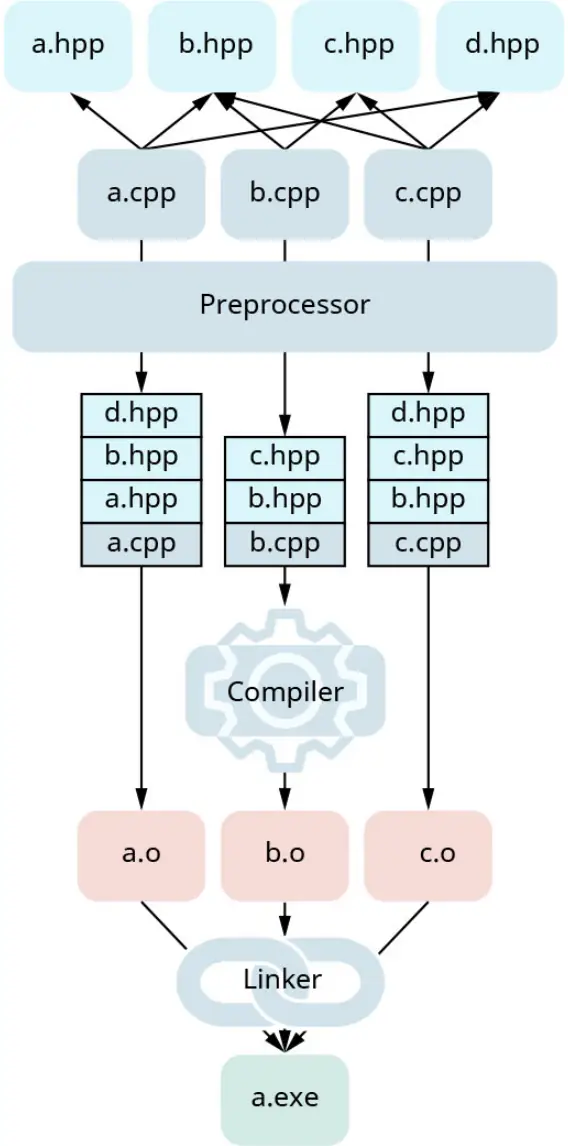 a.hpp
b.hpp
c.hpp
d.hpp
a.cpp
b.cpp
c.cpp
Preprocessor
d.hpp
b.hpp
a.hpp
a.cpp
c.hpp
b.hpp
b.cpp
d.hpp
c.hpp
b.hpp
c.cpp
Compiler
a.o
b.o
c.o
Linker
a.exe